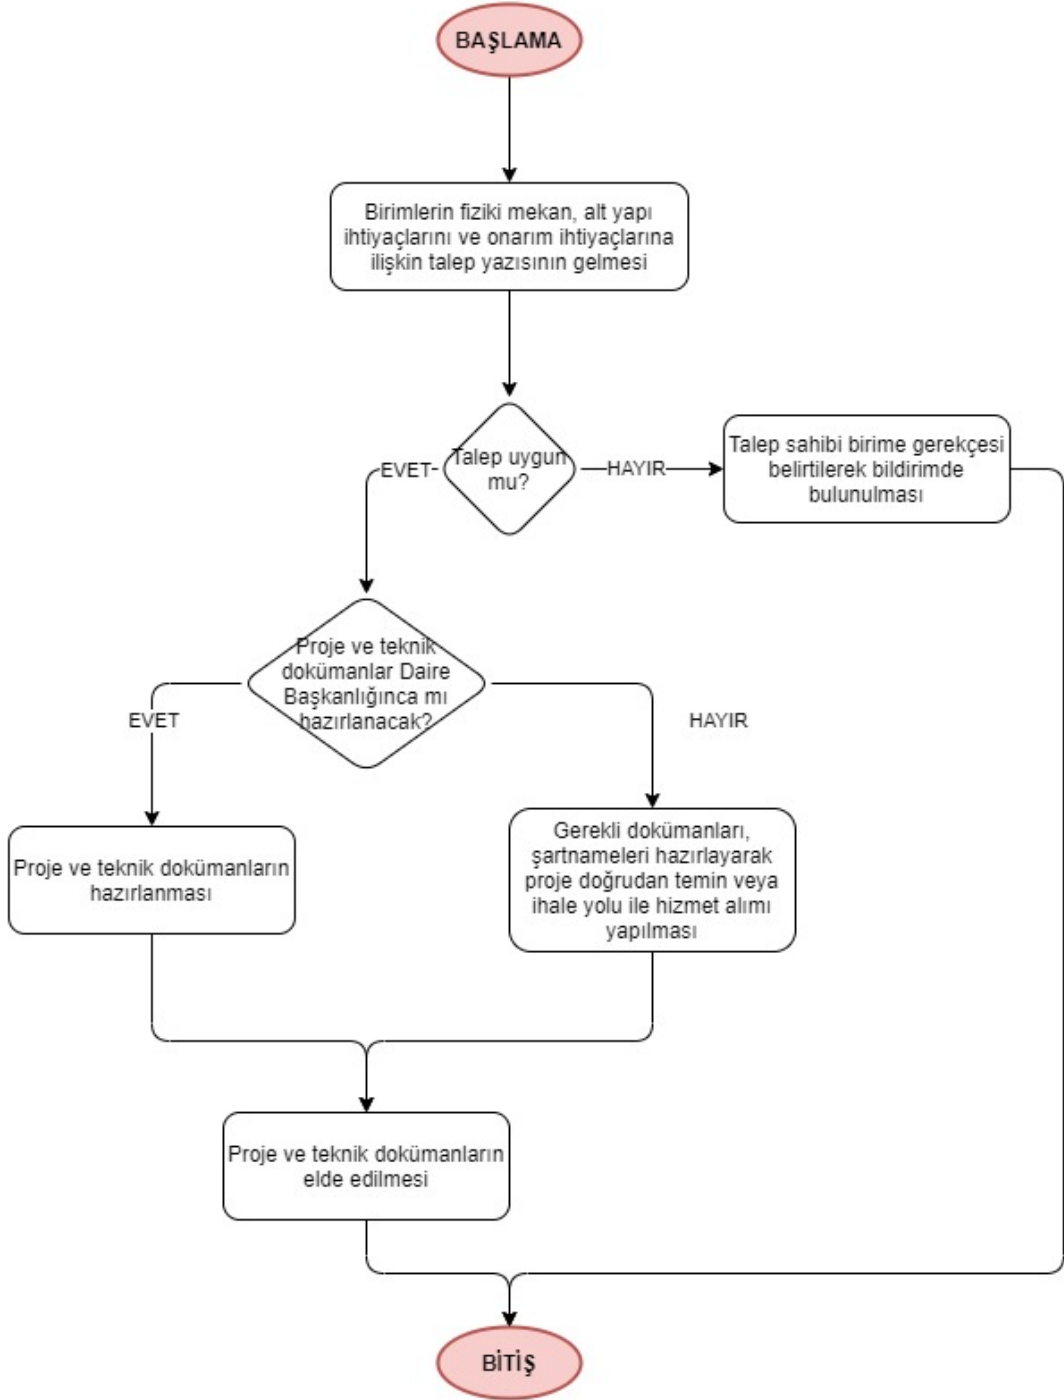 BAŞLAMA
Birimlerin fiziki mekan, alt yapı
ihtiyaçlarını ve onarım ihtiyaçlarına
ilişkin talep yazısının gelmesi
Talep uygun
mu?
EVET
HAYIR
Talep sahibi birime gerekçesi
belirtilerek bildirimde
bulunulması
Proje ve teknik
dokümanlar Daire
Başkanlığınca mı
hazırlanacak?
EVET
HAYIR
Proje ve teknik dokümanların
hazırlanması
Gerekli dokümanları,
şartnameleri hazırlayarak
proje doğrudan temin veya
ihale yolu ile hizmet alımı
yapılması
Proje ve teknik dokümanların
elde edilmesi
BİTİŞ